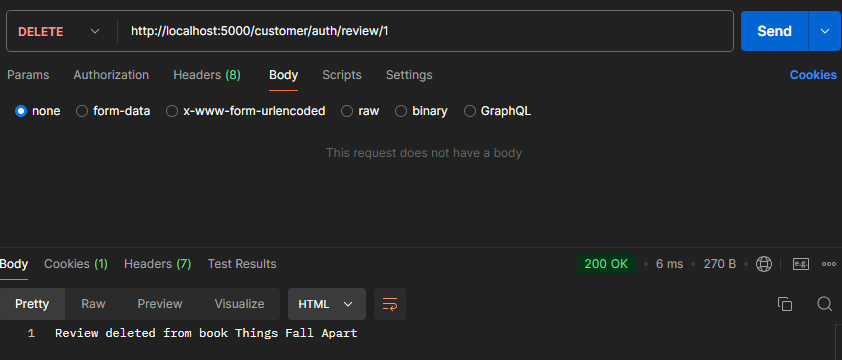 DELETE http://localhost:5000/customer/auth/review/1 Send
Params Authorization Headers (8) Body Scripts Settings Cookies
none form-data x-www-form-urlencoded raw binary GraphQL
This request does not have a body
Body Cookies (1) Headers (7) Test Results 200 OK • 6 ms • 270 B • e.g.
Pretty Raw Preview Visualize HTML
1 Review deleted from book Things Fall Apart